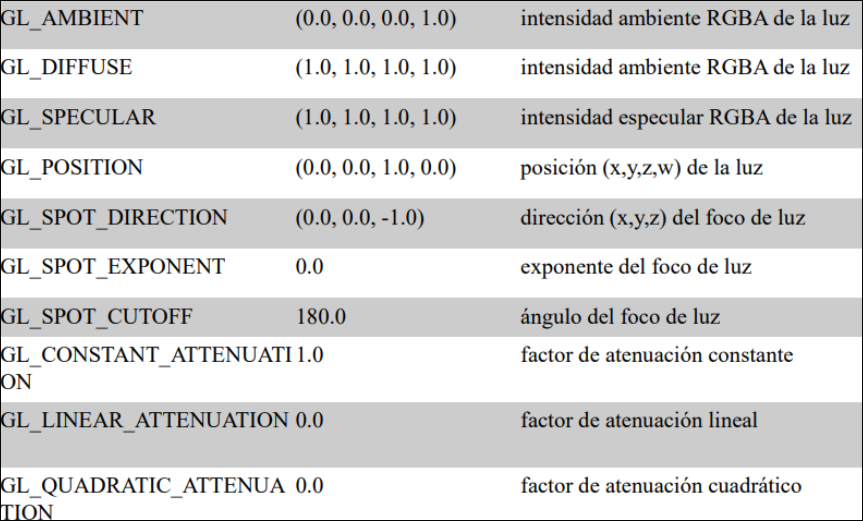 GL_AMBIENT (0.0, 0.0, 0.0, 1.0) intensidad ambiente RGBA de la luz
GL_DIFFUSE (1.0, 1.0, 1.0, 1.0) intensidad ambiente RGBA de la luz
GL_SPECULAR (1.0, 1.0, 1.0, 1.0) intensidad especular RGBA de la luz
GL_POSITION (0.0, 0.0, 1.0, 0.0) posición (x,y,z,w) de la luz
GL_SPOT_DIRECTION (0.0, 0.0, -1.0) dirección (x,y,z) del foco de luz
GL_SPOT_EXPONENT 0.0 exponente del foco de luz
GL_SPOT_CUTOFF 180.0 ángulo del foco de luz
GL_CONSTANT_ATTENUATI 1.0 factor de atenuación constante
ON
GL_LINEAR_ATTENUATION 0.0 factor de atenuación lineal
GL_QUADRATIC_ATTENUA 0.0 factor de atenuación cuadrático
TION